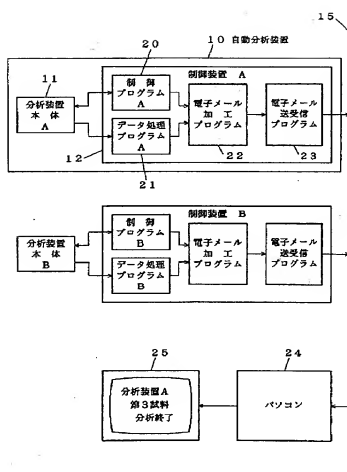 15
10 自動分析装置
20
制御装置 A
11
制 御
プログラム
A
分析装置
本 体
A
データ処理
プログラム
A
電子メール
加 工
プログラム
電子メール
送受信
プログラム
12
22
23
21
制御装置 B
制 御
プログラム
B
分析装置
本 体
B
データ処理
プログラム
B
電子メール
加 工
プログラム
電子メール
送受信
プログラム
25
24
分析装置A
第3試料
分析終了
パソコン